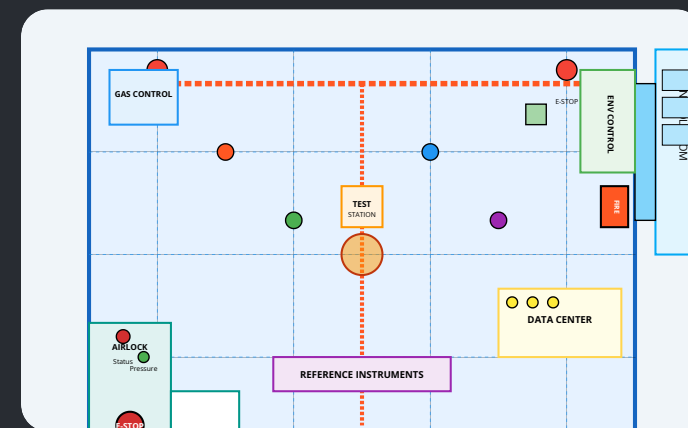 GAS CONTROL
E-STOP
ENV CONTROL
TEST
STATION
FIRE
DATA CENTER
AIRLOCK
Status
Pressure
REFERENCE INSTRUMENTS
E-STOP